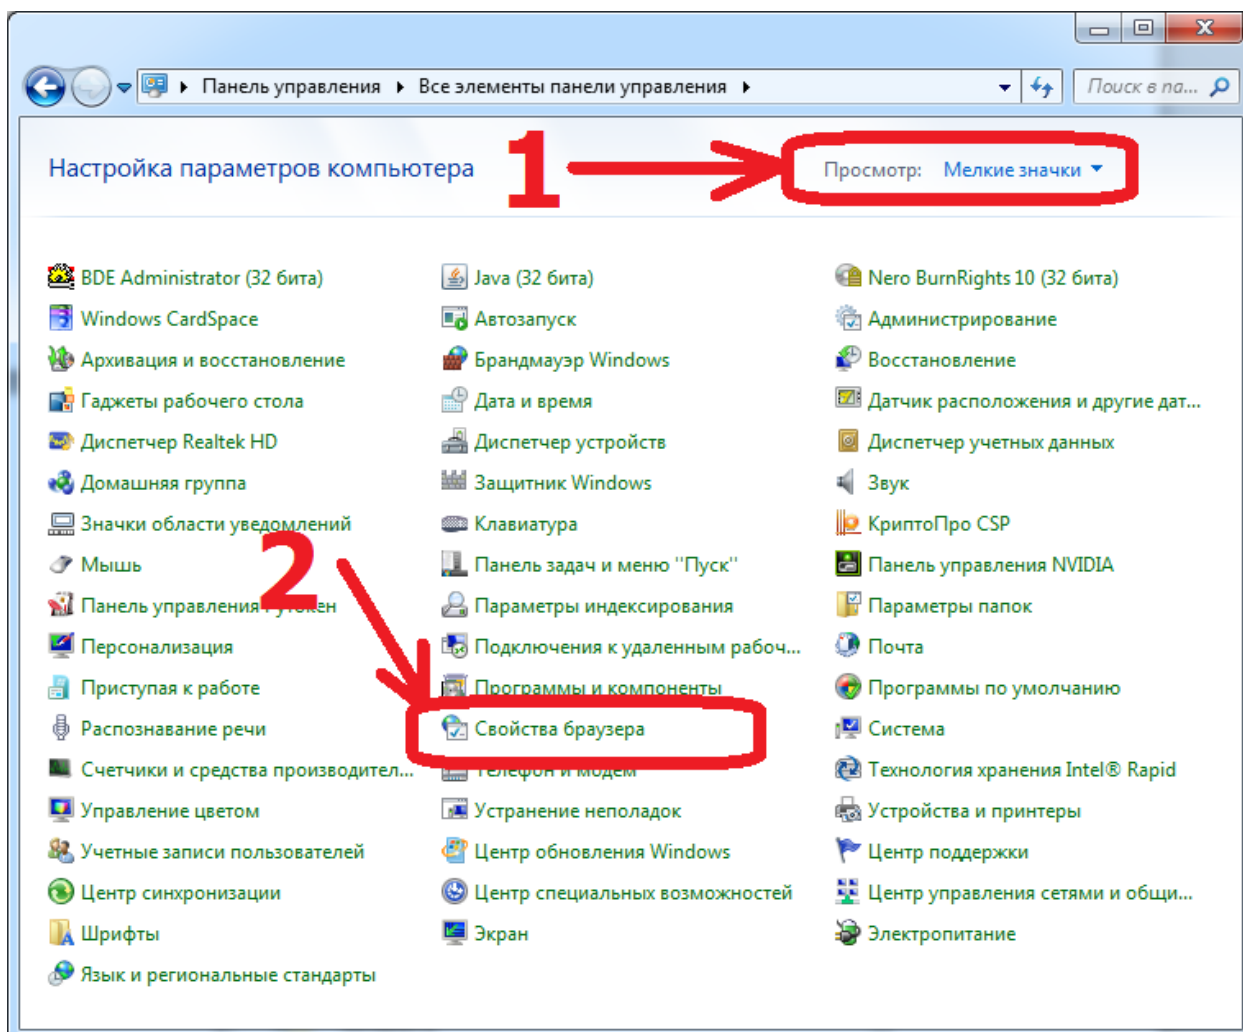 Панель управления Все элементы панели управления Поиск в па...
Настройка параметров компьютера 1 Просмотр: Мелкие значки
BDE Administrator (32 бита) Java (32 бита) Nero BurnRights 10 (32 бита)
Windows CardSpace Автозапуск Администрирование
Архивация и восстановление Брандмауэр Windows Восстановление
Гаджеты рабочего стола Дата и время Датчик расположения и другие дат...
Диспетчер Realtek HD Диспетчер устройств Диспетчер учетных данных
Домашняя группа Защитник Windows Звук
Значки области уведомлений Клавиатура КриптоПро CSP
Мышь Панель задач и меню "Пуск" Панель управления NVIDIA
2
Панель управления Рутокен Параметры индексирования Параметры папок
Персонализация Подключения к удаленным рабоч... Почта
Приступая к работе Программы и компоненты Программы по умолчанию
Распознавание речи Свойства браузера Система
Счетчики и средства производител... Телефон и модем Технология хранения Intel® Rapid
Управление цветом Устранение неполадок Устройства и принтеры
Учетные записи пользователей Центр обновления Windows Центр поддержки
Центр синхронизации Центр специальных возможностей Центр управления сетями и общи...
Шрифты Экран Электропитание
Язык и региональные стандарты